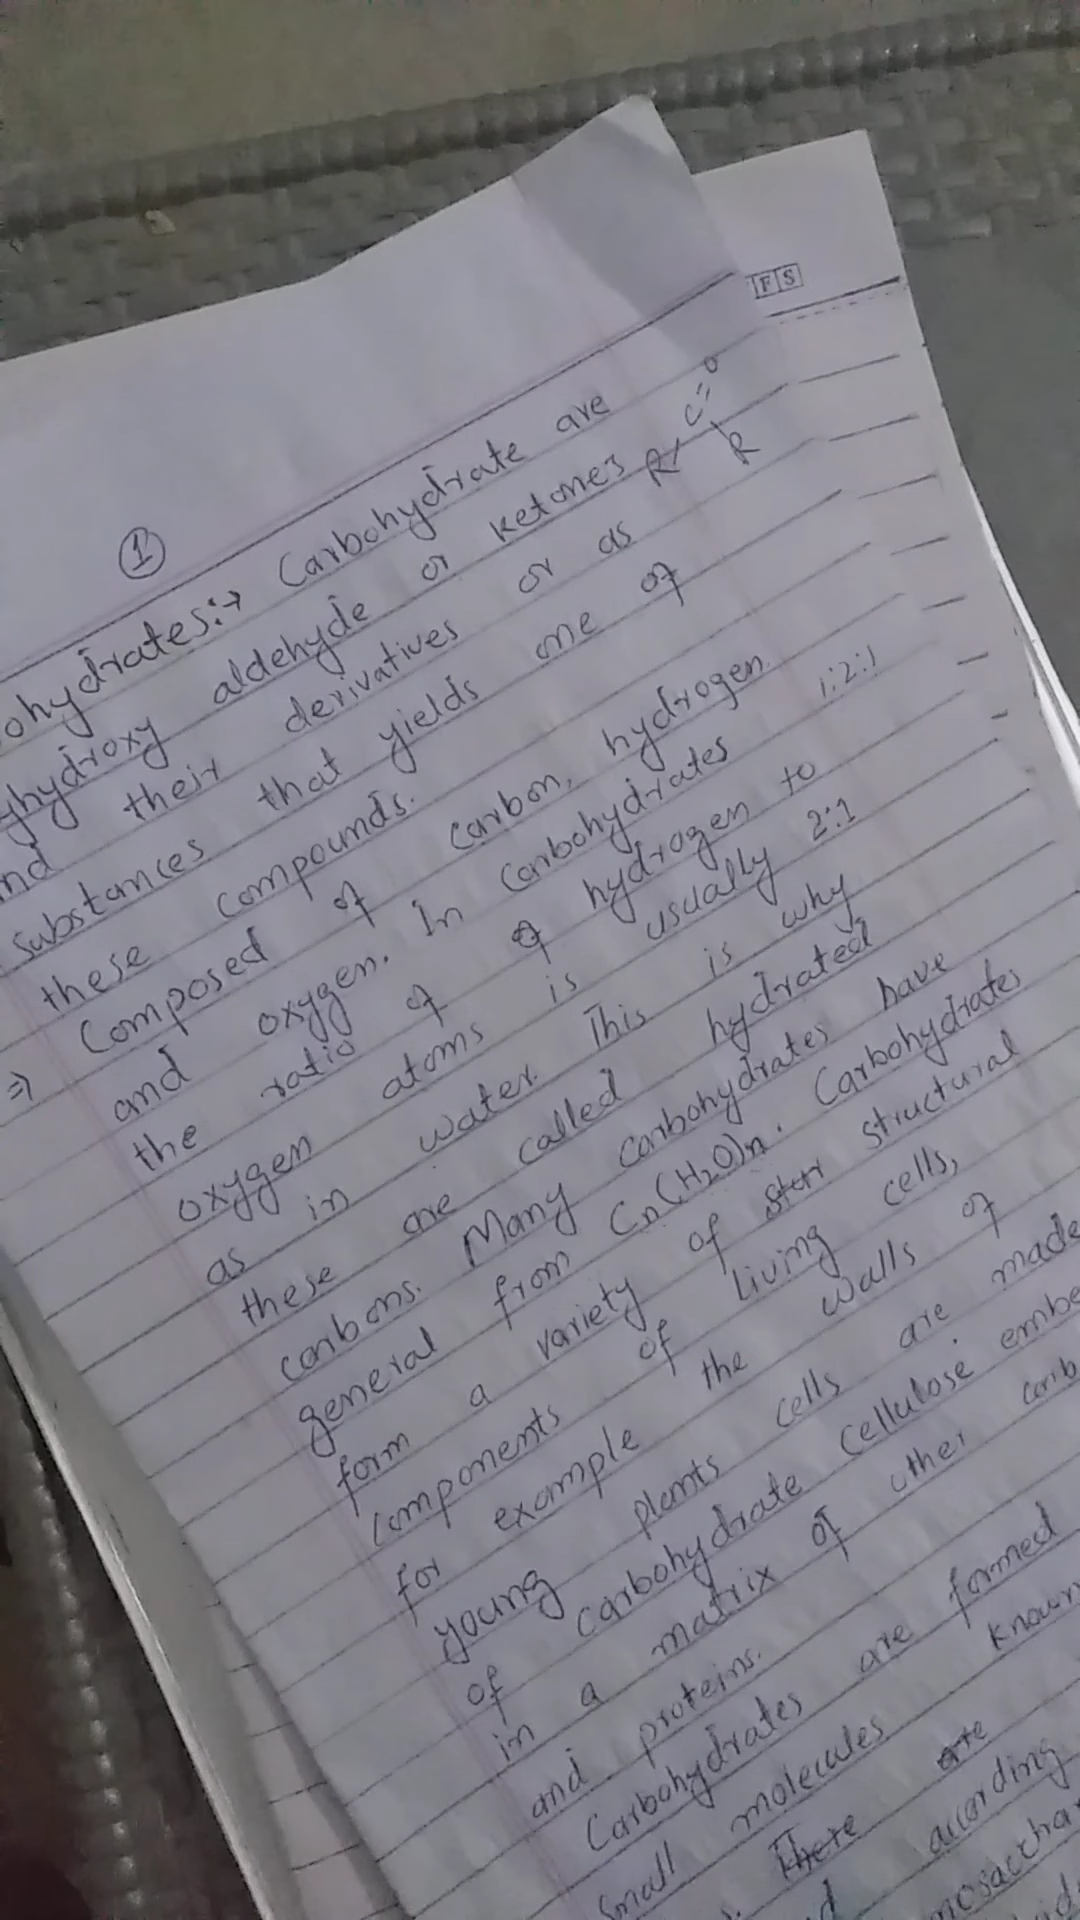 FS
①
ohydrates:→ Carbohydrate are
yhydroxy aldehyde or ketones R C=O R
nd their derivatives or as
substances that yields one of
these compounds.
⇒ Composed of carbon, hydrogen
and oxygen. In carbohydrates 1:2:1
the ratio of hydrogen to
oxygen atoms is usually 2:1
as in water. This is why
these are called hydrated
carbons. Many carbohydrates have
general from Cn(H2O)n. Carbohydrates
form a variety of structural
components of living cells,
for example the walls of
young plants cells are made
of carbohydrate cellulose embe
in a matrix of other carb
and proteins.
Carbohydrates are formed
small molecules known
There are
according
nosacchar